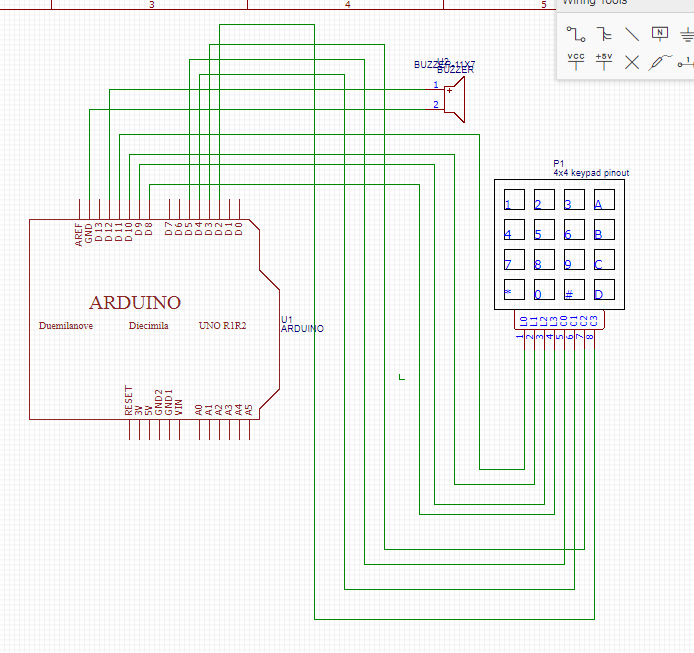 Wiring Tools
3
4
5
N
VCC
+5V
U2
BUZZER-11X7
BUZZER
1
+
2
P1
4x4 keypad pinout
1 2 3 A
4 5 6 B
7 8 9 C
* 0 # D
L0 L1 L2 L3 C0 C1 C2 C3
1 2 3 4 5 6 7 8
AREF GND D13 D12 D11 D10 D9 D8 D7 D6 D5 D4 D3 D2 D1 D0
ARDUINO
Duemilanove Diecimila UNO R1R2
U1
ARDUINO
RESET 3V 5V GND2 GND1 VIN A0 A1 A2 A3 A4 A5